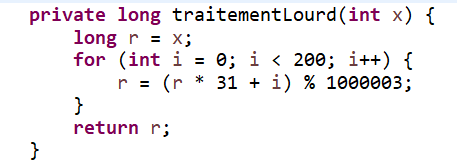 private long traitementLourd(int x) {
    long r = x;
    for (int i = 0; i < 200; i++) {
        r = (r * 31 + i) % 1000003;
    }
    return r;
}